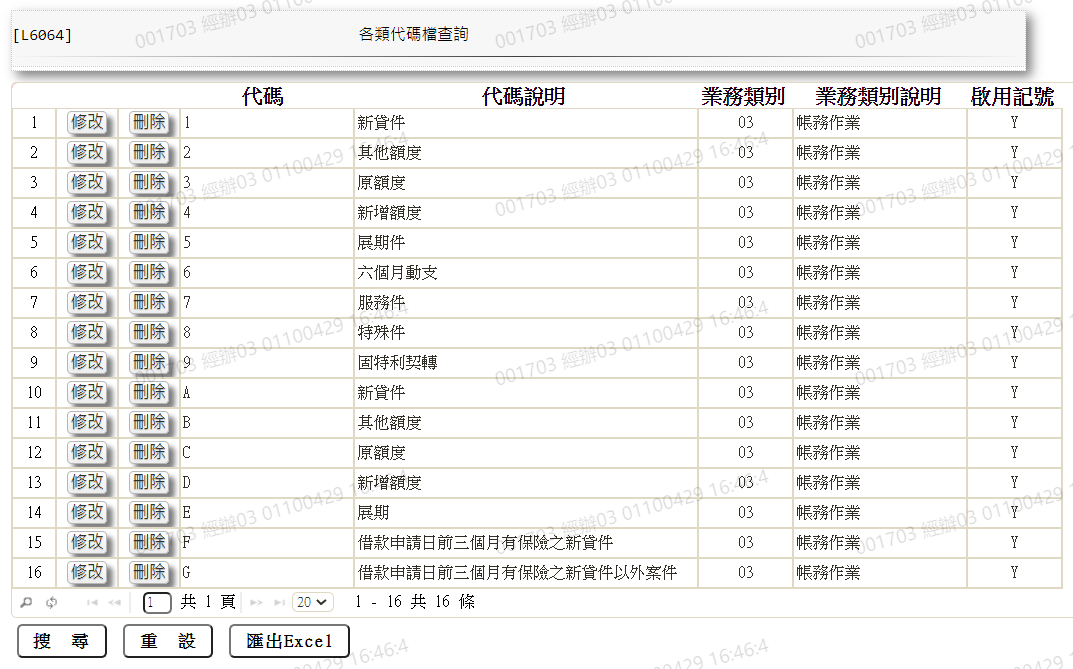 [L6064] 各類代碼檔查詢
代碼 代碼說明 業務類別 業務類別說明 啟用記號
1 修改 刪除 1 新貸件 03 帳務作業 Y
2 修改 刪除 2 其他額度 03 帳務作業 Y
3 修改 刪除 3 原額度 03 帳務作業 Y
4 修改 刪除 4 新增額度 03 帳務作業 Y
5 修改 刪除 5 展期件 03 帳務作業 Y
6 修改 刪除 6 六個月動支 03 帳務作業 Y
7 修改 刪除 7 服務件 03 帳務作業 Y
8 修改 刪除 8 特殊件 03 帳務作業 Y
9 修改 刪除 9 固特利契轉 03 帳務作業 Y
10 修改 刪除 A 新貸件 03 帳務作業 Y
11 修改 刪除 B 其他額度 03 帳務作業 Y
12 修改 刪除 C 原額度 03 帳務作業 Y
13 修改 刪除 D 新增額度 03 帳務作業 Y
14 修改 刪除 E 展期 03 帳務作業 Y
15 修改 刪除 F 借款申請日前三個月有保險之新貸件 03 帳務作業 Y
16 修改 刪除 G 借款申請日前三個月有保險之新貸件以外案件 03 帳務作業 Y
1 共 1 頁 20 1 - 16 共 16 條
搜 尋 重 設 匯出Excel
001703 經辦03 01100429 16:46:4